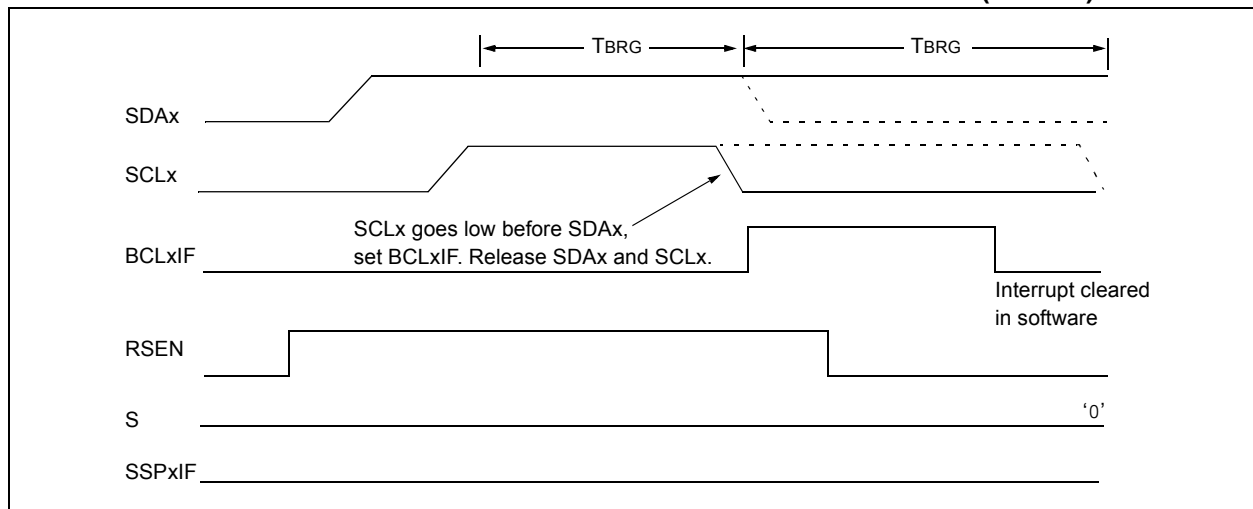 TBRG TBRG
SDAx
SCLx
SCLx goes low before SDAx,
set BCLxIF. Release SDAx and SCLx.
BCLxIF
Interrupt cleared
in software
RSEN
S
‘0’
SSPxIF